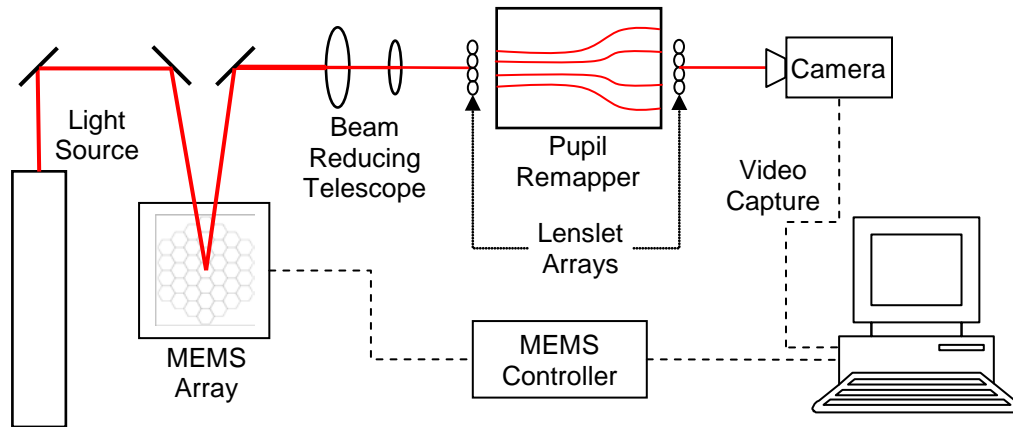 Light
Source
Beam
Reducing
Telescope
Pupil
Remapper
Camera
Video
Capture
Lenslet
Arrays
MEMS
Array
MEMS
Controller